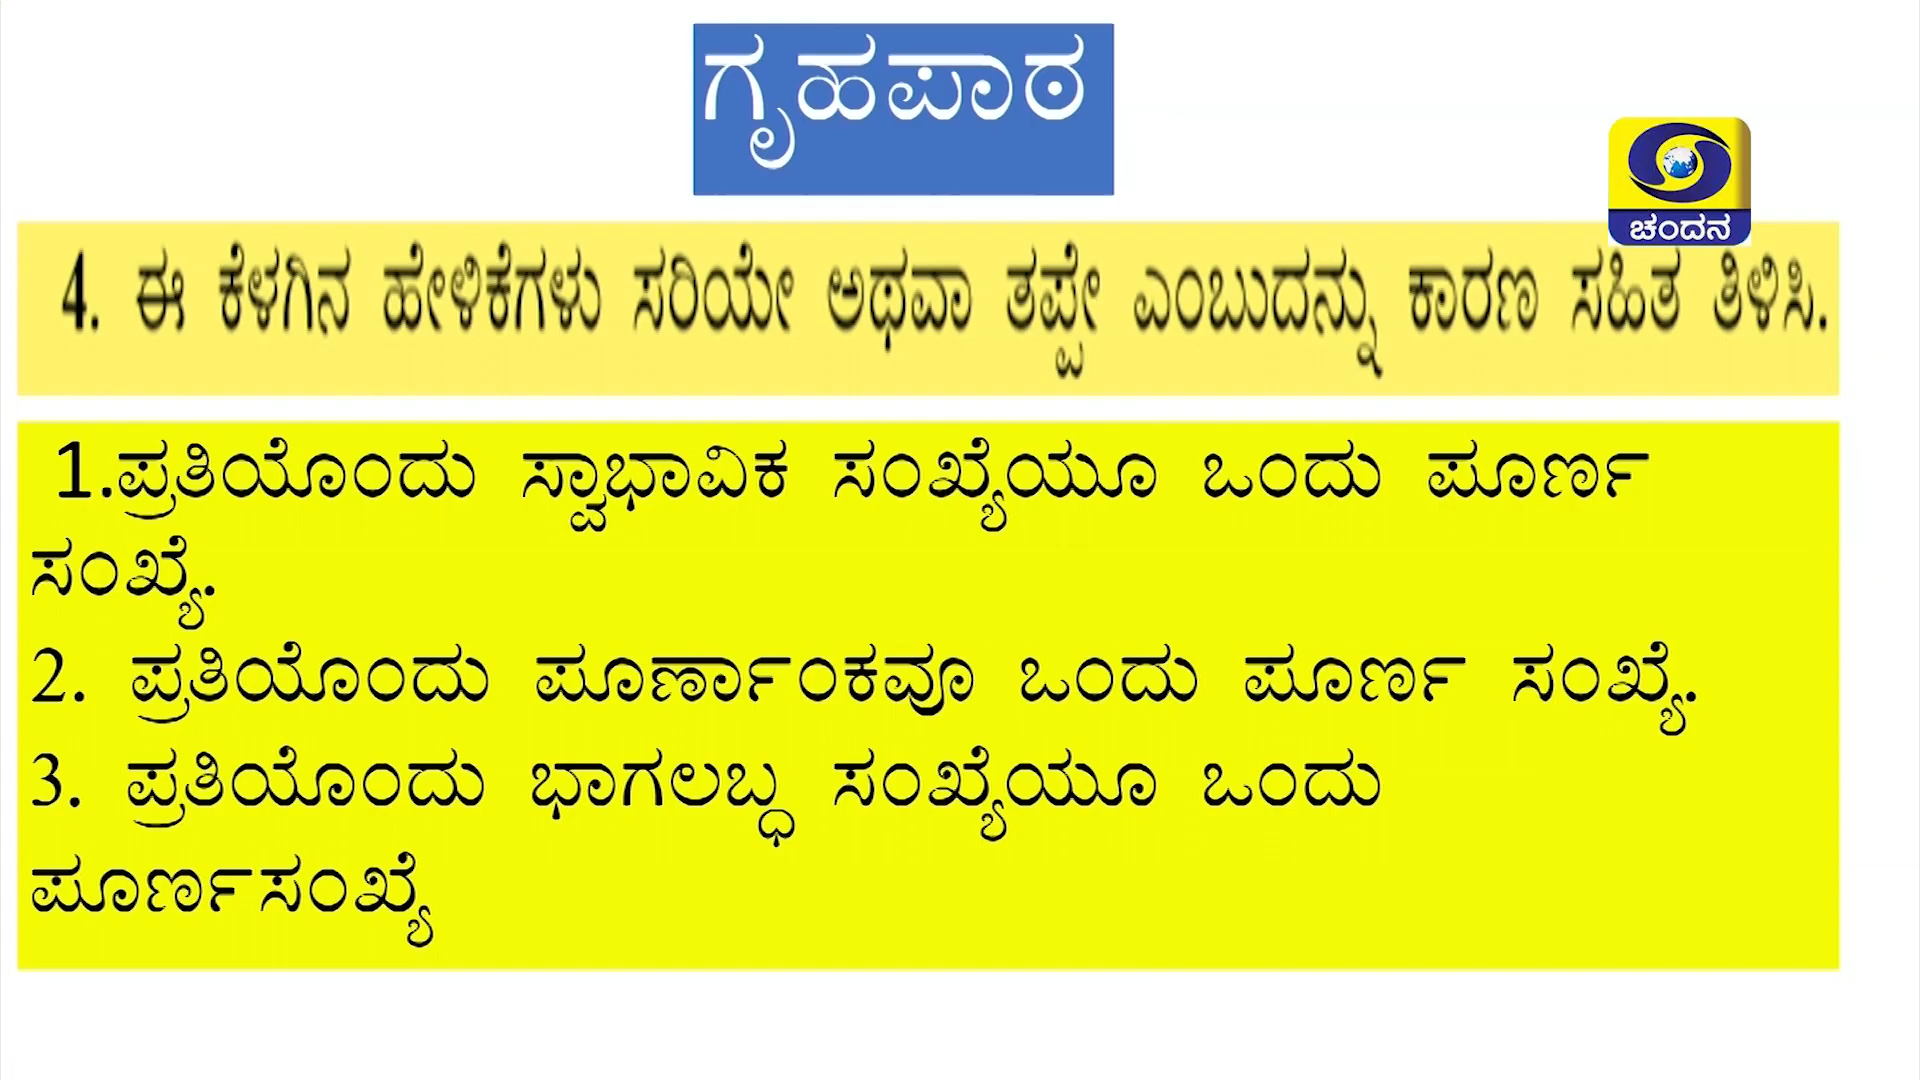 ಗೃಹಪಾಠ
ಚಂದನ
4. ಈ ಕೆಳಗಿನ ಹೇಳಿಕೆಗಳು ಸರಿಯೇ ಅಥವಾ ತಪ್ಪೇ ಎಂಬುದನ್ನು ಕಾರಣ ಸಹಿತ ತಿಳಿಸಿ.
1.ಪ್ರತಿಯೊಂದು ಸ್ವಾಭಾವಿಕ ಸಂಖ್ಯೆಯೂ ಒಂದು ಪೂರ್ಣ
ಸಂಖ್ಯೆ.
2. ಪ್ರತಿಯೊಂದು ಪೂರ್ಣಾಂಕವೂ ಒಂದು ಪೂರ್ಣ ಸಂಖ್ಯೆ.
3. ಪ್ರತಿಯೊಂದು ಭಾಗಲಬ್ಧ ಸಂಖ್ಯೆಯೂ ಒಂದು
ಪೂರ್ಣಸಂಖ್ಯೆ